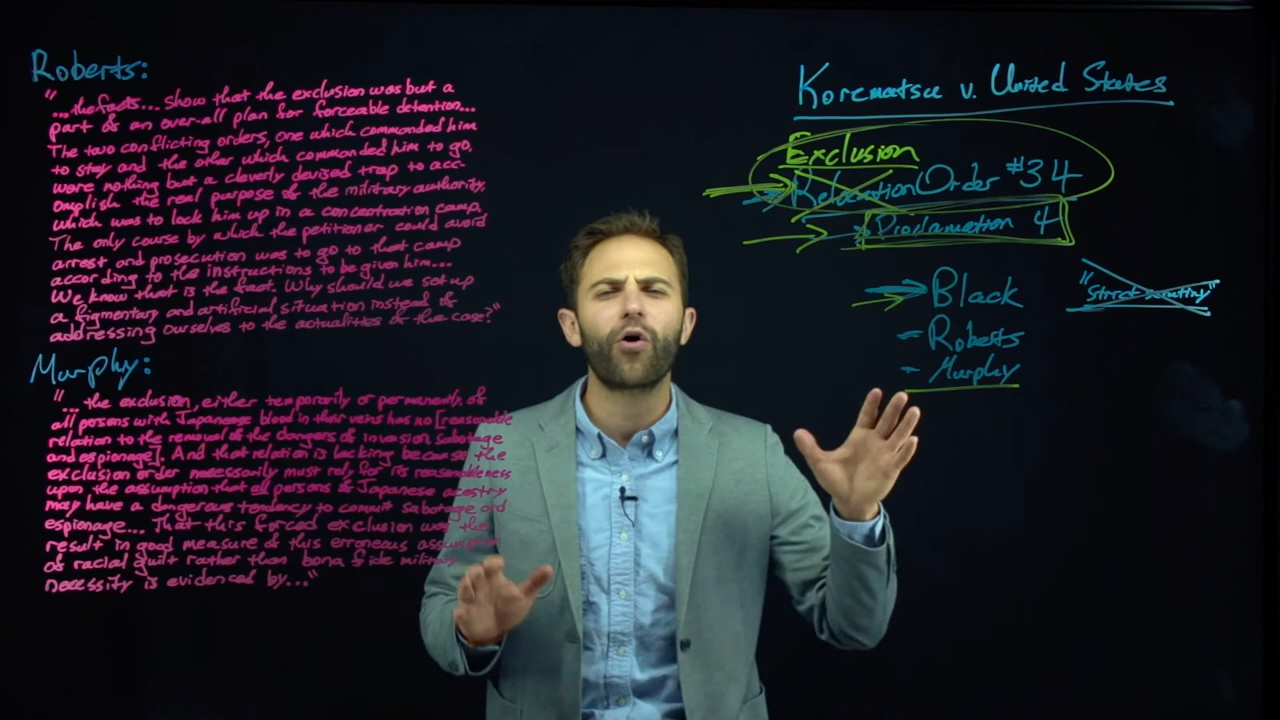 Roberts:
"...the facts... show that the exclusion was but a
part of an over-all plan for forceable detention...
The two conflicting orders, one which commanded him
to stay and the other which commanded him to go,
were nothing but a cleverly devised trap to acc-
omplish the real purpose of the military authority,
which was to lock him up in a concentration camp.
The only course by which the petitioner could avoid
arrest and prosecution was to go to that camp
according to the instructions to be given him...
We know that is the fact. Why should we set up
a figmentary and artificial situation instead of
addressing ourselves to the actualities of the case?"
Murphy:
"... the exclusion, either temporarily or permanently, of
all persons with Japanese blood in their veins has no [reasonable
relation to the removal of the dangers of invasion, sabotage
and espionage]. And that relation is lacking because the
exclusion order necessarily must rely for its reasonableness
upon the assumption that all persons of Japanese ancestry
may have a dangerous tendency to commit sabotage and
espionage... That this forced exclusion was the
result in good measure of this erroneous assumption
of racial guilt rather than bona fide military
necessity is evidenced by..."
Korematsu v. United States
Exclusion
Relocation Order #34
Proclamation 4
Black
"Strict scrutiny"
- Roberts
- Murphy